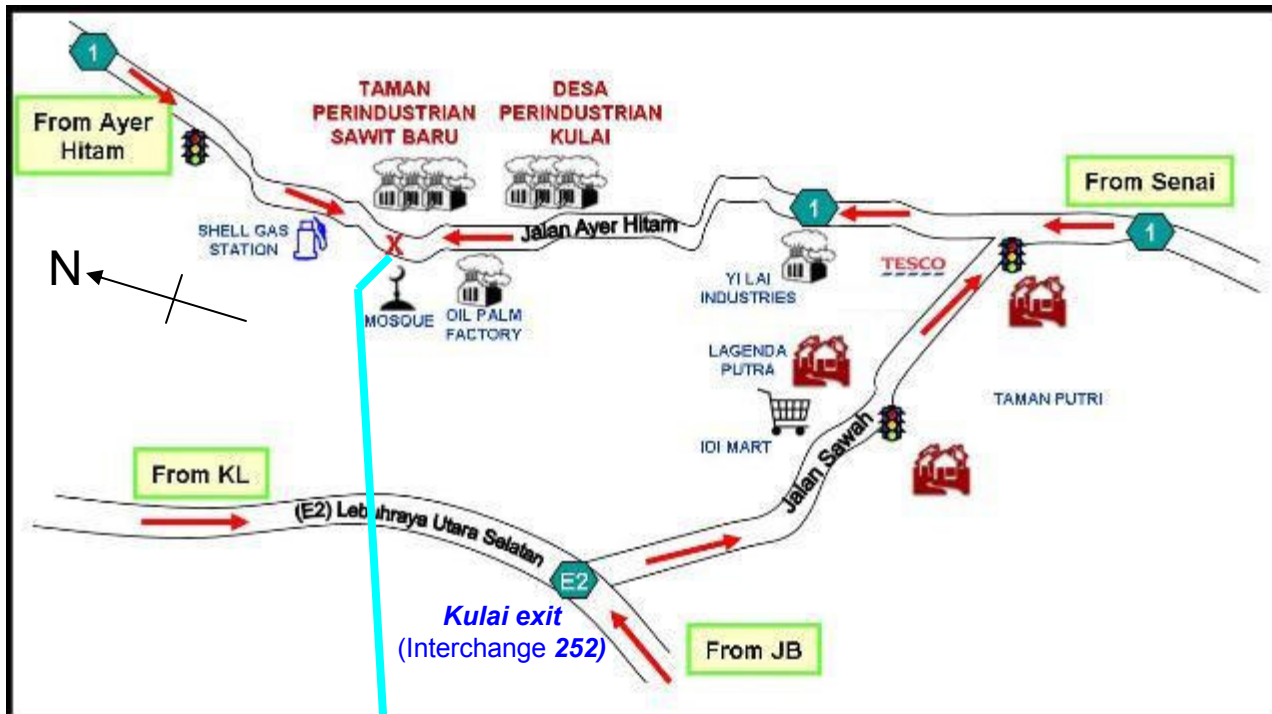 1
From Ayer
Hitam
TAMAN
PERINDUSTRIAN
SAWIT BARU
DESA
PERINDUSTRIAN
KULAI
From Senai
1
1
Jalan Ayer Hitam
SHELL GAS
STATION
X
N
MOSQUE
OIL PALM
FACTORY
YI LAI
INDUSTRIES
TESCO
LAGENDA
PUTRA
TAMAN PUTRI
IOI MART
Jalan Sawah
From KL
(E2) Lebuhraya Utara Selatan
E2
Kulai exit
(Interchange 252)
From JB